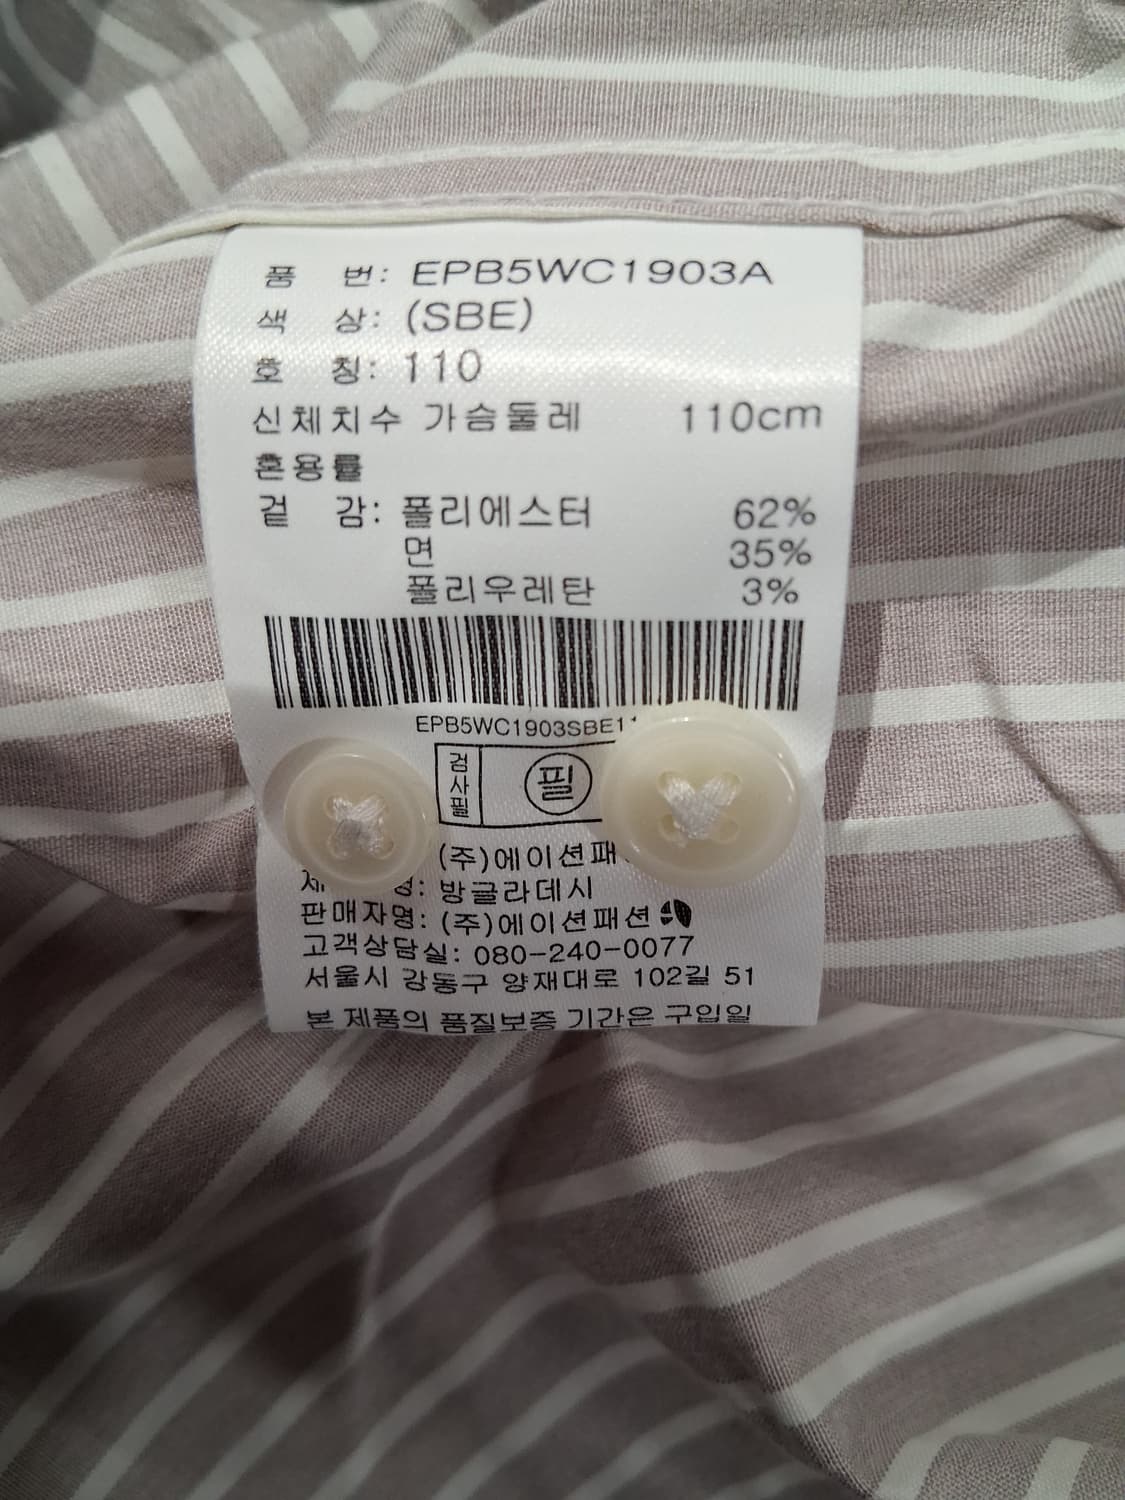 품 번: EPB5WC1903A
색 상: (SBE)
호 칭: 110
신체치수 가슴둘레 110cm
혼용률
겉 감: 폴리에스터 62%
면 35%
폴리우레탄 3%
EPB5WC1903SBE11
검사필 필
(주)에이션패
제 명: 방글라데시
판매자명: (주)에이션패션
고객상담실: 080-240-0077
서울시 강동구 양재대로 102길 51
본 제품의 품질보증 기간은 구입일